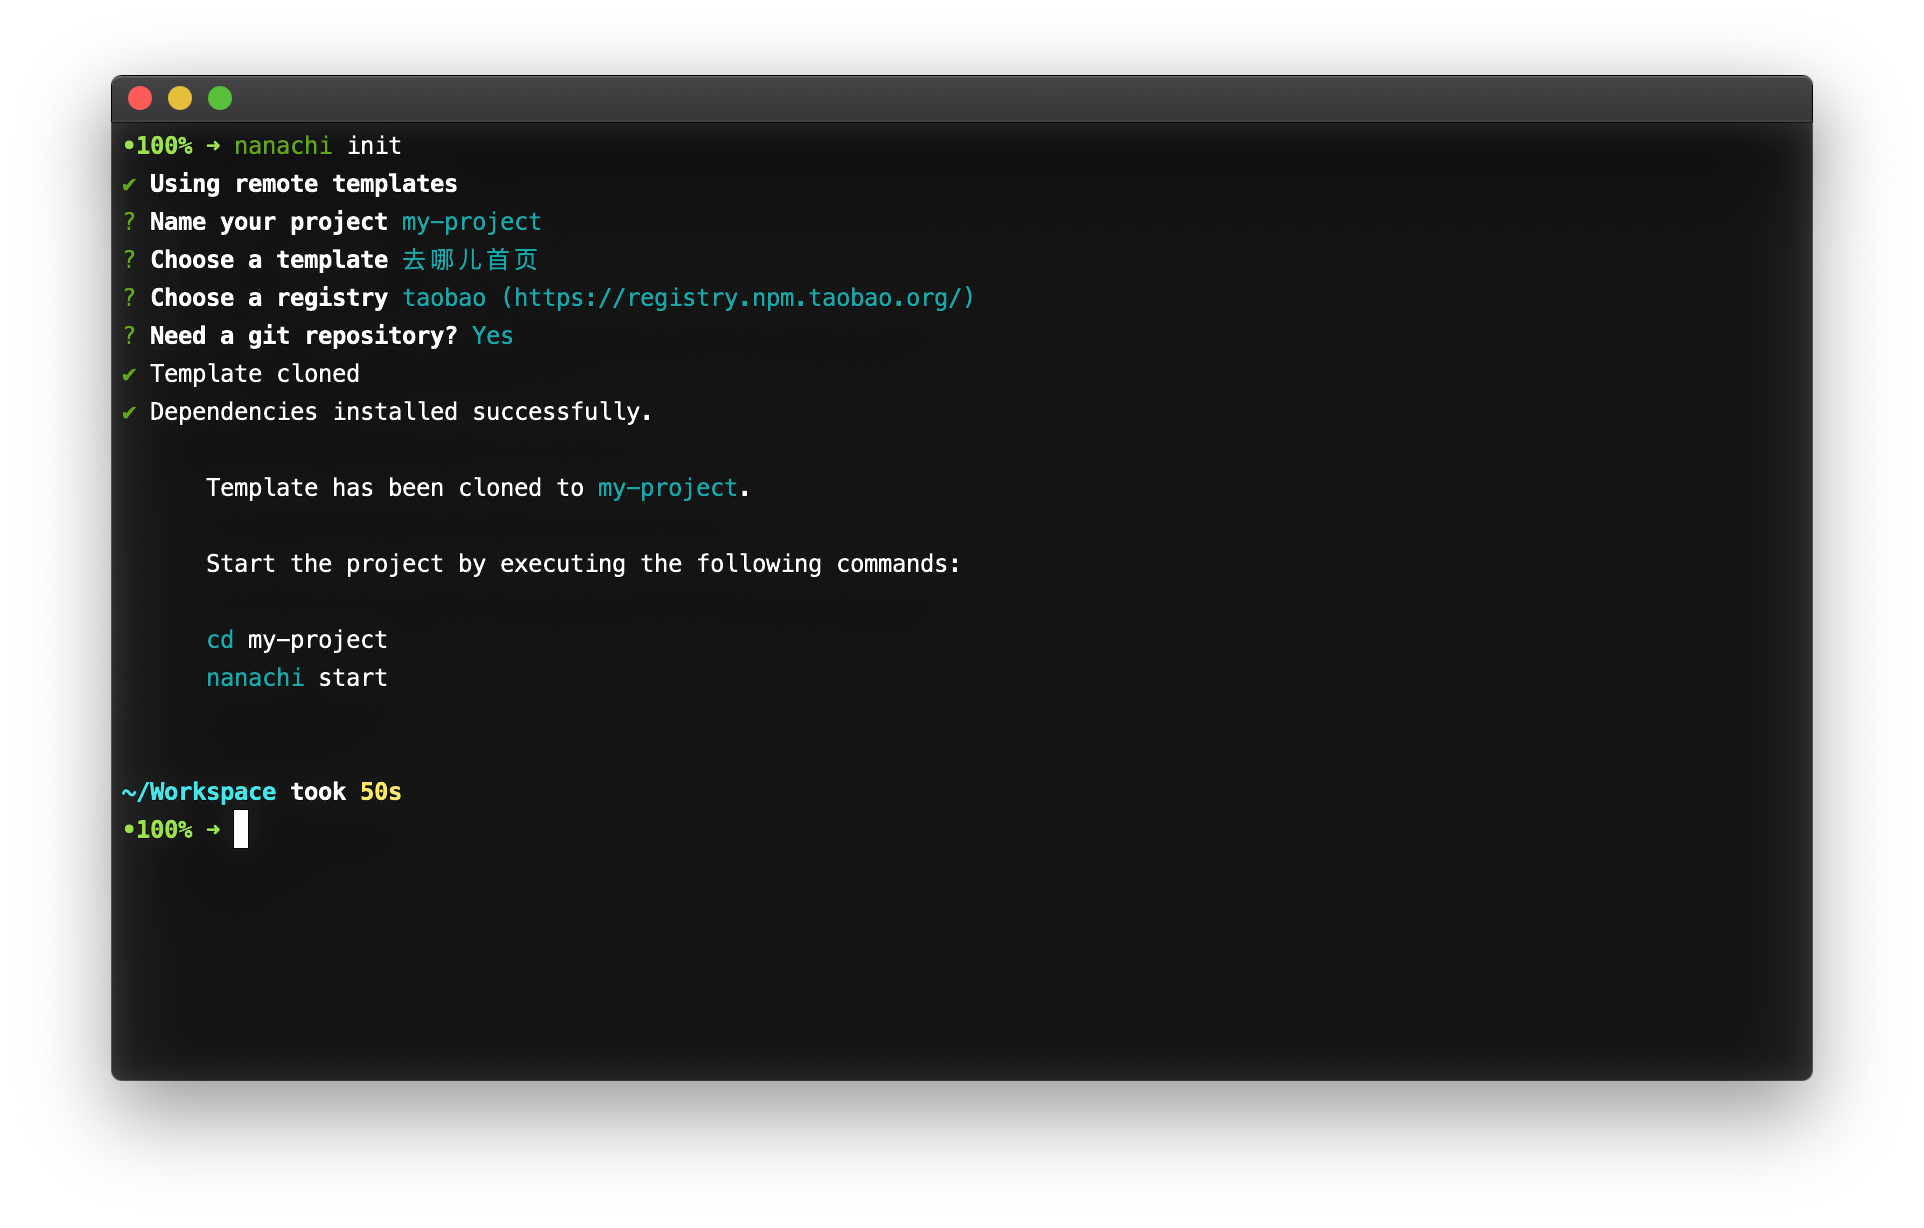 •100% ➜ nanachi init
✔ Using remote templates
? Name your project my-project
? Choose a template 去哪儿首页
? Choose a registry taobao (https://registry.npm.taobao.org/)
? Need a git repository? Yes
✔ Template cloned
✔ Dependencies installed successfully.
Template has been cloned to my-project.
Start the project by executing the following commands:
cd my-project
nanachi start
~/Workspace took 50s
•100% ➜